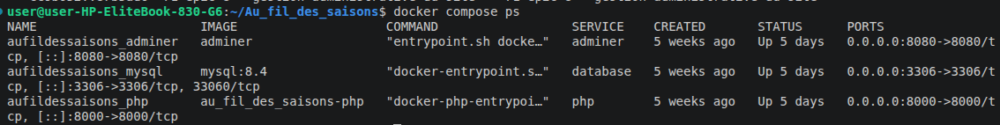 user@user-HP-EliteBook-830-G6:~/Au_fil_des_saisons$ docker compose ps
NAME IMAGE COMMAND SERVICE CREATED STATUS PORTS
aufildessaisons_adminer adminer "entrypoint.sh docke…" adminer 5 weeks ago Up 5 days 0.0.0.0:8080->8080/t
cp, [::]:8080->8080/tcp
aufildessaisons_mysql mysql:8.4 "docker-entrypoint.s…" database 5 weeks ago Up 5 days 0.0.0.0:3306->3306/t
cp, [::]:3306->3306/tcp, 33060/tcp
aufildessaisons_php au_fil_des_saisons-php "docker-php-entrypoi…" php 5 weeks ago Up 5 days 0.0.0.0:8000->8000/t
cp, [::]:8000->8000/tcp